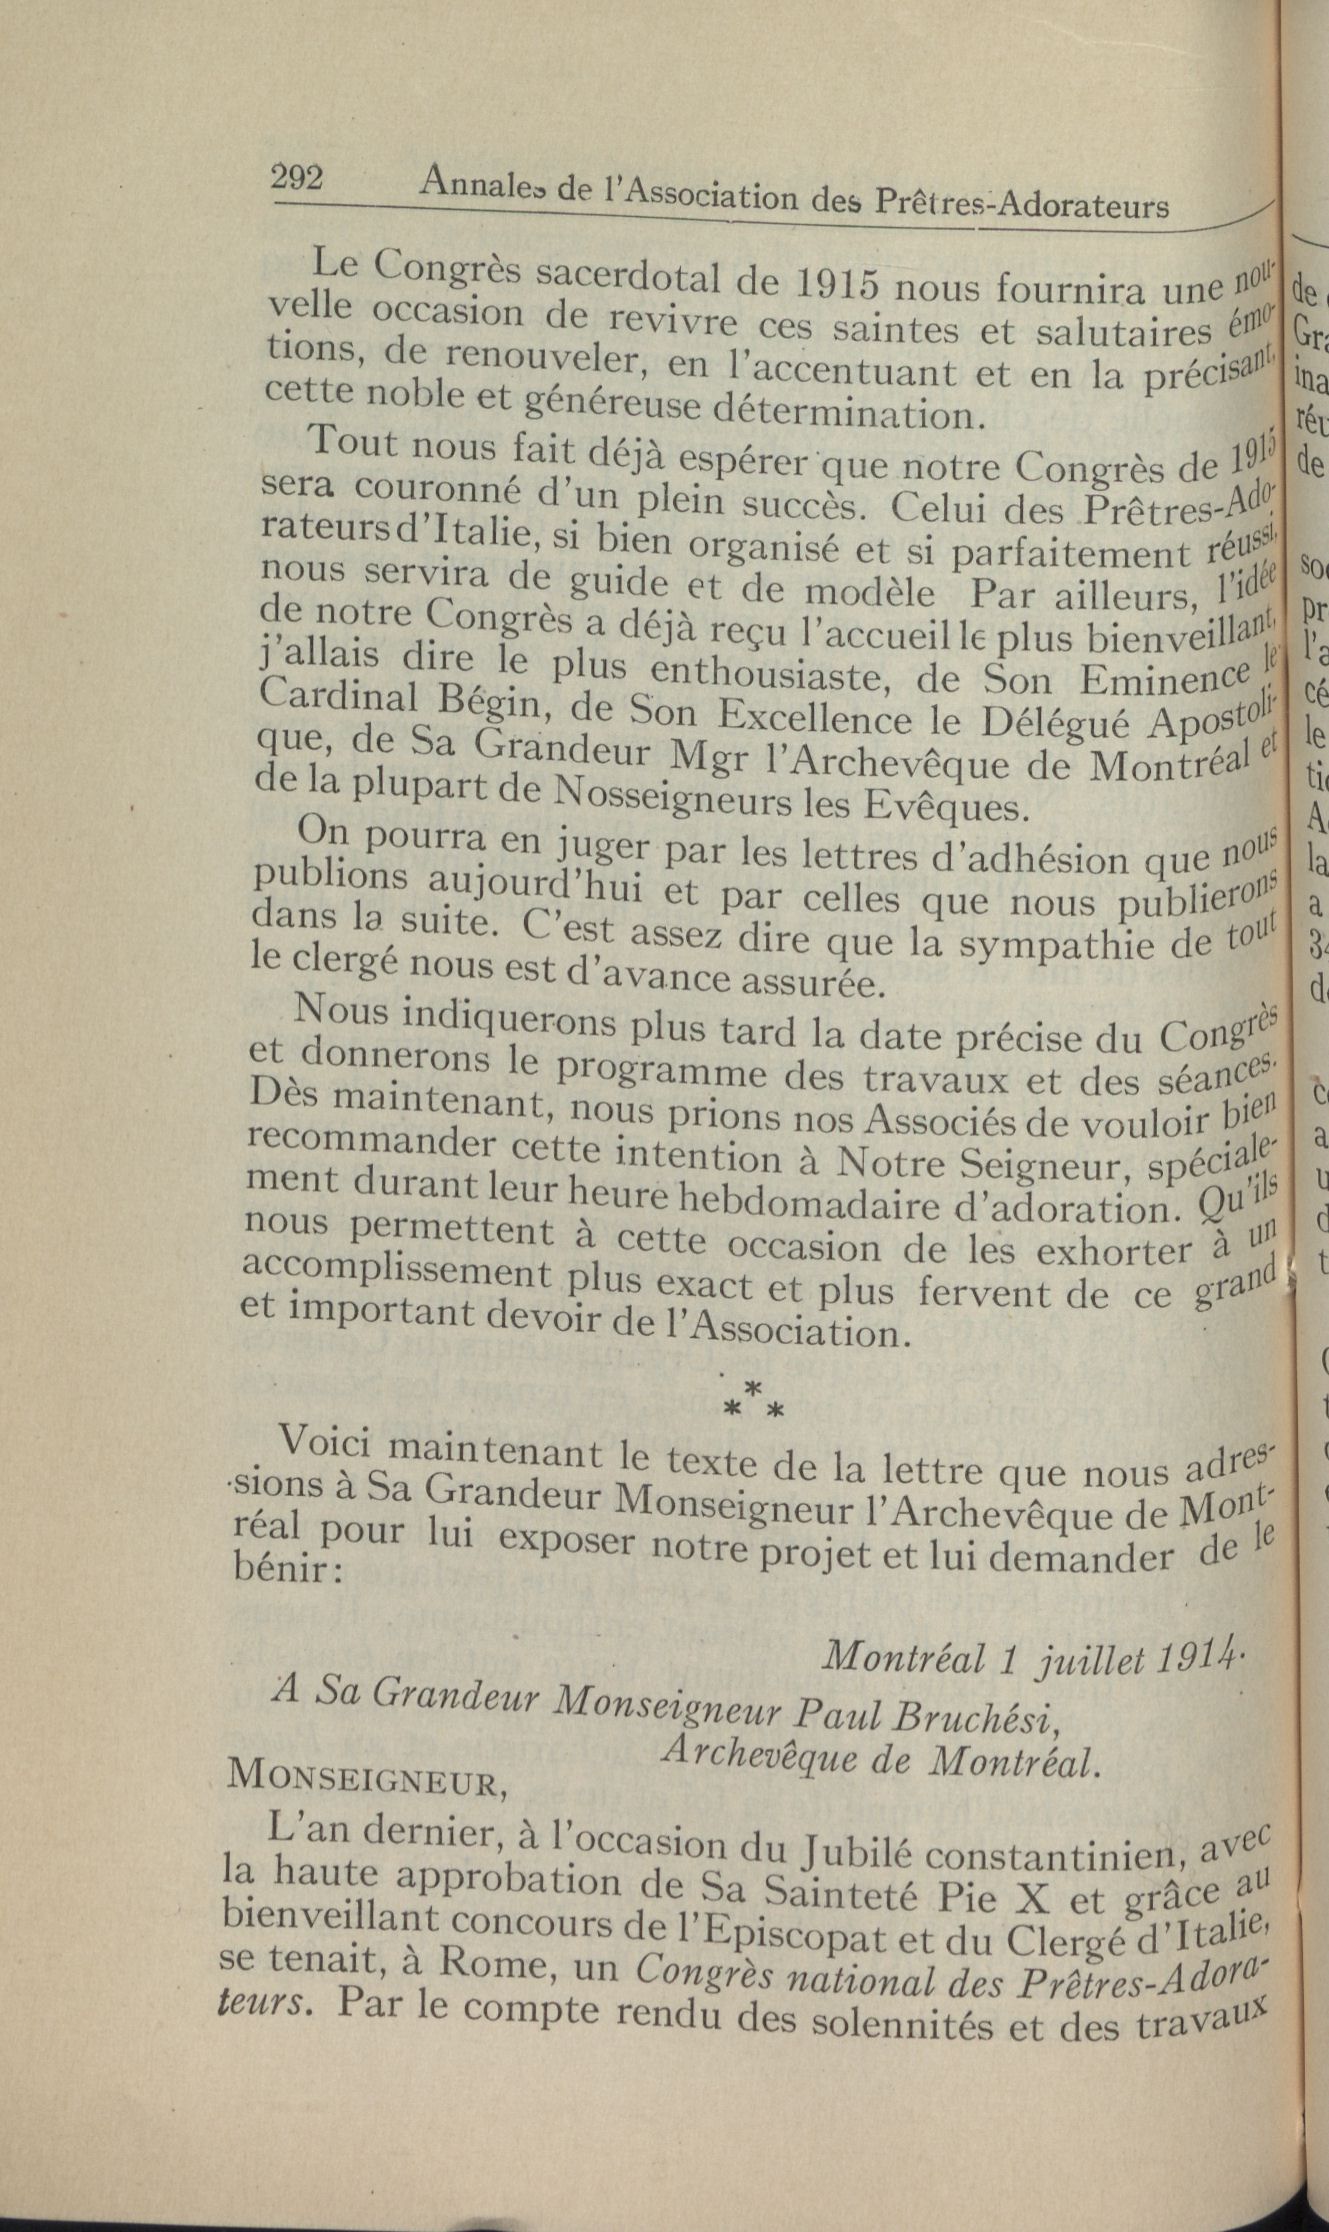 292 Annales de l'Association des Prêtres-Adorateurs
Le Congrès sacerdotal de 1915 nous fournira une nou-
velle occasion de revivre ces saintes et salutaires émo-
tions, de renouveler, en l'accentuant et en la précisant,
cette noble et généreuse détermination.
Tout nous fait déjà espérer que notre Congrès de 1915
sera couronné d'un plein succès. Celui des Prêtres-Ado-
rateurs d'Italie, si bien organisé et si parfaitement réussi,
nous servira de guide et de modèle Par ailleurs, l'idée
de notre Congrès a déjà reçu l'accueil le plus bienveillant,
j'allais dire le plus enthousiaste, de Son Eminence le
Cardinal Bégin, de Son Excellence le Délégué Apostoli-
que, de Sa Grandeur Mgr l'Archevêque de Montréal et
de la plupart de Nosseigneurs les Evêques.
On pourra en juger par les lettres d'adhésion que nous
publions aujourd'hui et par celles que nous publierons
dans la suite. C'est assez dire que la sympathie de tout
le clergé nous est d'avance assurée.
Nous indiquerons plus tard la date précise du Congrès
et donnerons le programme des travaux et des séances.
Dès maintenant, nous prions nos Associés de vouloir bien
recommander cette intention à Notre Seigneur, spéciale-
ment durant leur heure hebdomadaire d'adoration. Qu'ils
nous permettent à cette occasion de les exhorter à un
accomplissement plus exact et plus fervent de ce grand
et important devoir de l'Association.
*
* *
Voici maintenant le texte de la lettre que nous adres-
sions à Sa Grandeur Monseigneur l'Archevêque de Mont-
réal pour lui exposer notre projet et lui demander de le
bénir:
Montréal 1 juillet 1914.
A Sa Grandeur Monseigneur Paul Bruchési,
Archevêque de Montréal.
MONSEIGNEUR,
L'an dernier, à l'occasion du Jubilé constantinien, avec
la haute approbation de Sa Sainteté Pie X et grâce au
bienveillant concours de l'Episcopat et du Clergé d'Italie,
se tenait, à Rome, un Congrès national des Prêtres-Adora-
teurs. Par le compte rendu des solennités et des travaux